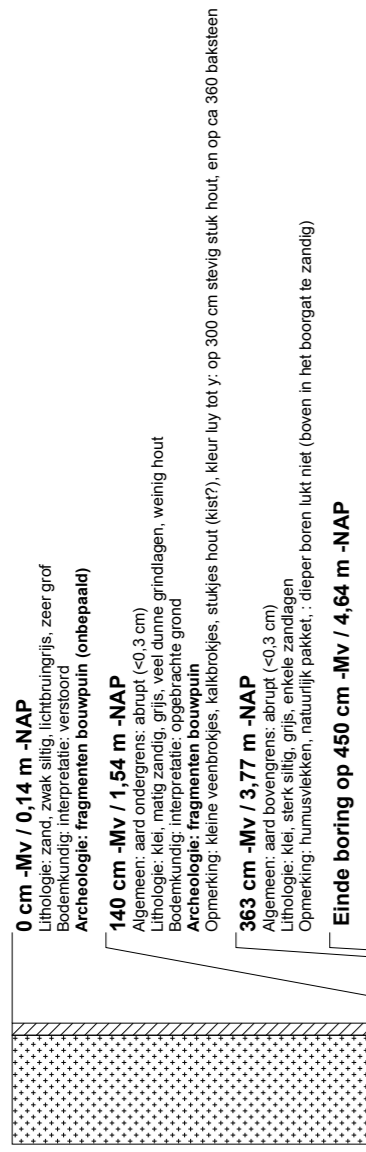 0 cm -Mv / 0,14 m -NAP
Lithologie: zand, zwak siltig, lichtbruingrijs, zeer grof
Bodemkundig: interpretatie: verstoord
Archeologie: fragmenten bouwpuin (onbepaald)
140 cm -Mv / 1,54 m -NAP
Algemeen: aard ondergrens: abrupt (<0,3 cm)
Lithologie: klei, matig zandig, grijs, veel dunne grindlagen, weinig hout
Bodemkundig: interpretatie: opgebrachte grond
Archeologie: fragmenten bouwpuin
Opmerking: kleine veenbrokjes, kalkbrokjes, stukjes hout (kist?), kleur luy tot y: op 300 cm stevig stuk hout, en op ca 360 baksteen
363 cm -Mv / 3,77 m -NAP
Algemeen: aard bovengrens: abrupt (<0,3 cm)
Lithologie: klei, sterk siltig, grijs, enkele zandlagen
Opmerking: humusvlekken, natuurlijk pakket, : dieper boren lukt niet (boven in het boorgat te zandig)
Einde boring op 450 cm -Mv / 4,64 m -NAP